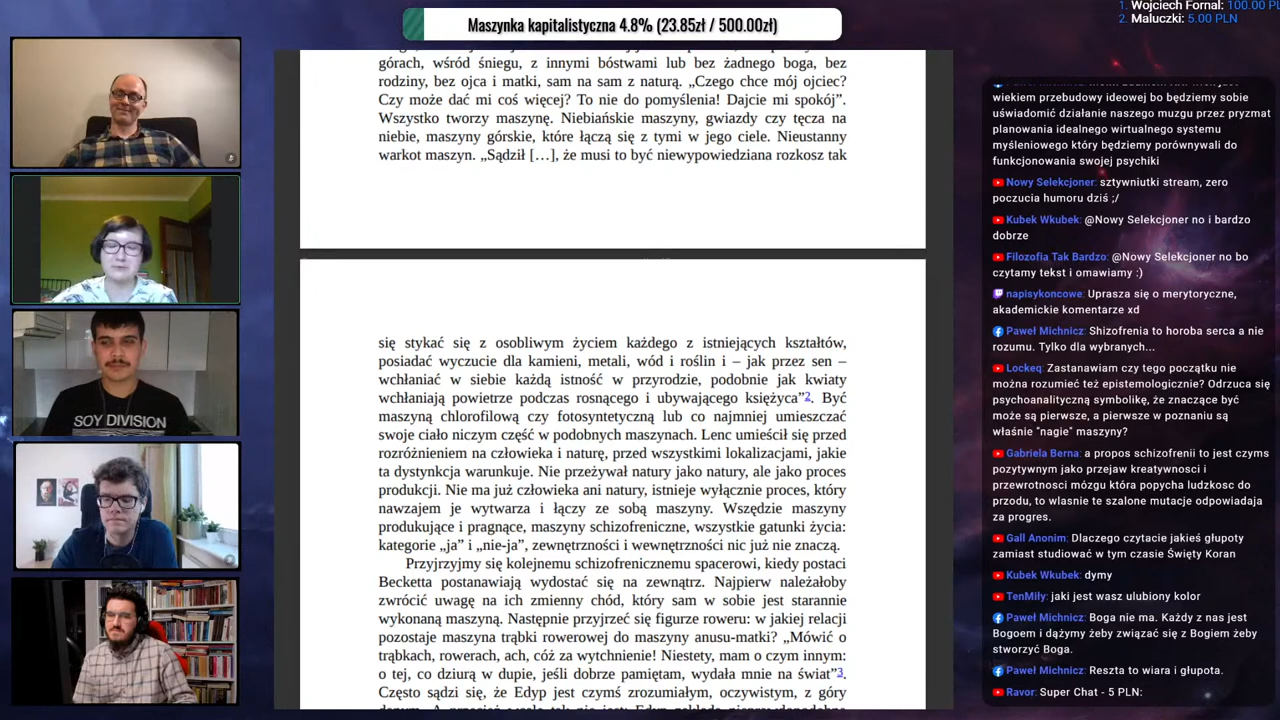 Maszynka kapitalistyczna 4.8% (23.85zł / 500.00zł)
1. Wojciech Fornal: 100.00
2. Maluczki: 5.00 PLN
górach, wśród śniegu, z innymi bóstwami lub bez żadnego boga, bez
rodziny, bez ojca i matki, sam na sam z naturą. „Czego chce mój ojciec?
Czy może dać mi coś więcej? To nie do pomyślenia! Dajcie mi spokój”.
Wszystko tworzy maszynę. Niebiańskie maszyny, gwiazdy czy tęcza na
niebie, maszyny górskie, które łączą się z tymi w jego ciele. Nieustanny
warkot maszyn. „Sądził […], że musi to być niewypowiedziana rozkosz tak
się stykać się z osobliwym życiem każdego z istniejących kształtów,
posiadać wyczucie dla kamieni, metali, wód i roślin i – jak przez sen –
wchłaniać w siebie każdą istność w przyrodzie, podobnie jak kwiaty
wchłaniają powietrze podczas rosnącego i ubywającego księżyca”2. Być
maszyną chlorofilową czy fotosyntetyczną lub co najmniej umieszczać
swoje ciało niczym część w podobnych maszynach. Lenc umieścił się przed
rozróżnieniem na człowieka i naturę, przed wszystkimi lokalizacjami, jakie
ta dystynkcja warunkuje. Nie przeżywał natury jako natury, ale jako proces
produkcji. Nie ma już człowieka ani natury, istnieje wyłącznie proces, który
nawzajem je wytwarza i łączy ze sobą maszyny. Wszędzie maszyny
produkujące i pragnące, maszyny schizofreniczne, wszystkie gatunki życia:
kategorie „ja” i „nie-ja”, zewnętrzności i wewnętrzności nic już nie znaczą.
Przyjrzyjmy się kolejnemu schizofrenicznemu spacerowi, kiedy postaci
Becketta postanawiają wydostać się na zewnątrz. Najpierw należałoby
zwrócić uwagę na ich zmienny chód, który sam w sobie jest starannie
wykonaną maszyną. Następnie przyjrzeć się figurze roweru: w jakiej relacji
pozostaje maszyna trąbki rowerowej do maszyny anusu-matki? „Mówić o
trąbkach, rowerach, ach, cóż za wytchnienie! Niestety, mam o czym innym:
o tej, co dziurą w dupie, jeśli dobrze pamiętam, wydała mnie na świat”3.
Często sądzi się, że Edyp jest czymś zrozumiałym, oczywistym, z góry
SOY DIVISION
wiekiem przebudowy ideowej bo będziemy sobie
uświadomić działanie naszego muzgu przez pryzmat
planowania idealnego wirtualnego systemu
myśleniowego który będziemy porównywali do
funkcjonowania swojej psychiki
Nowy Selekcjoner: sztywniutki stream, zero
poczucia humoru dziś ;/
Kubek Wkubek: @Nowy Selekcjoner no i bardzo
dobrze
Filozofia Tak Bardzo: @Nowy Selekcjoner no bo
czytamy tekst i omawiamy :)
napisykoncowe: Uprasza się o merytoryczne,
akademickie komentarze xd
Paweł Michnicz: Shizofrenia to horoba serca a nie
rozumu. Tylko dla wybranych...
Lockeq: Zastanawiam czy tego początku nie
można rozumieć też epistemologicznie? Odrzuca się
psychoanalityczną symbolikę, że znaczące być
może są pierwsze, a pierwsze w poznaniu są
właśnie "nagie" maszyny?
Gabriela Berna: a propos schizofrenii to jest czyms
pozytywnym jako przejaw kreatywnosci i
przewrotnosci mózgu która popycha ludzkosc do
przodu, to wlasnie te szalone mutacje odpowiadaja
za progres.
Gall Anonim: Dlaczego czytacie jakieś głupoty
zamiast studiować w tym czasie Święty Koran
Kubek Wkubek: dymy
TenMily: jaki jest wasz ulubiony kolor
Paweł Michnicz: Boga nie ma. Każdy z nas jest
Bogoem i dążymy żeby związać się z Bogiem żeby
stworzyć Boga.
Paweł Michnicz: Reszta to wiara i głupota.
Ravor: Super Chat - 5 PLN: